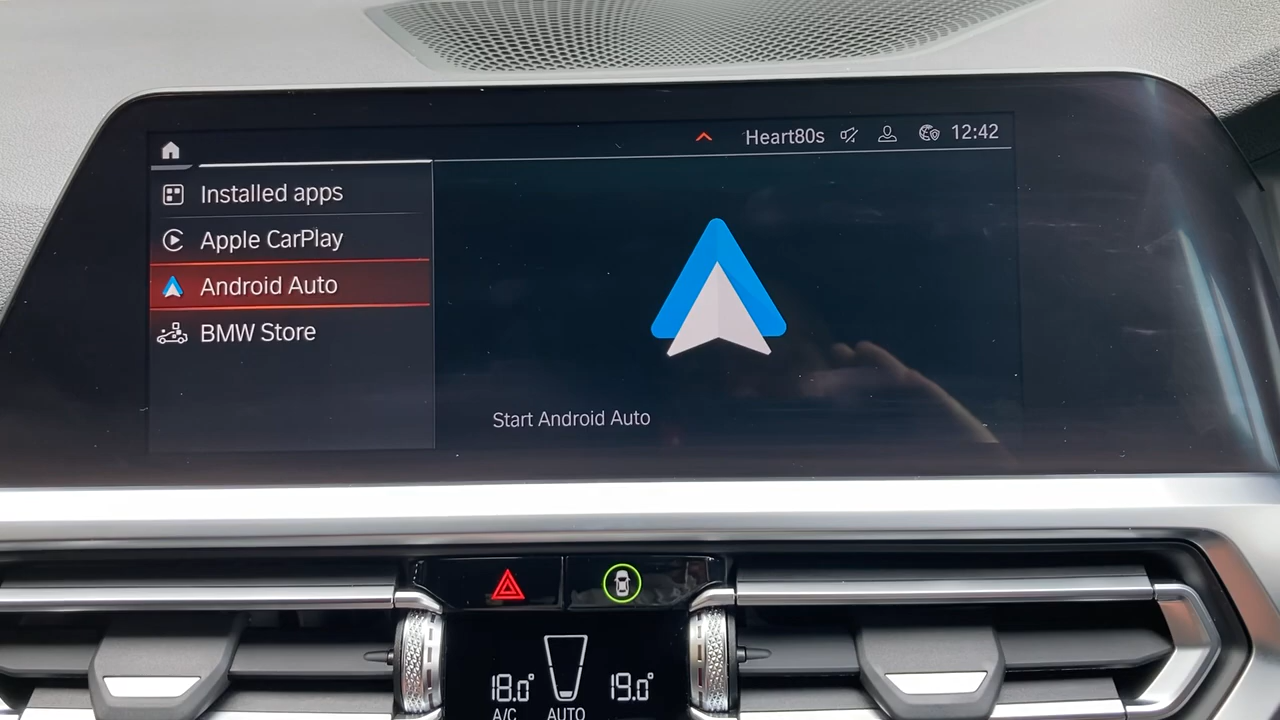 Heart80s 12:42
Installed apps
Apple CarPlay
Android Auto
BMW Store
Start Android Auto
18.0° 19.0°
A/C AUTO